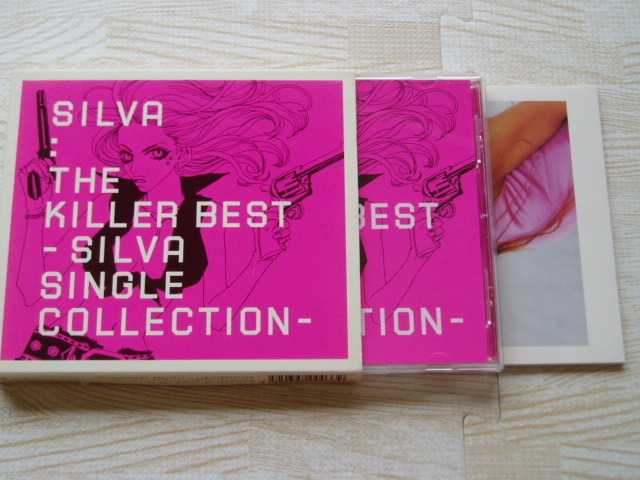 SILVA
:
THE
KILLER BEST
- SILVA
SINGLE
COLLECTION-
BEST
TION-